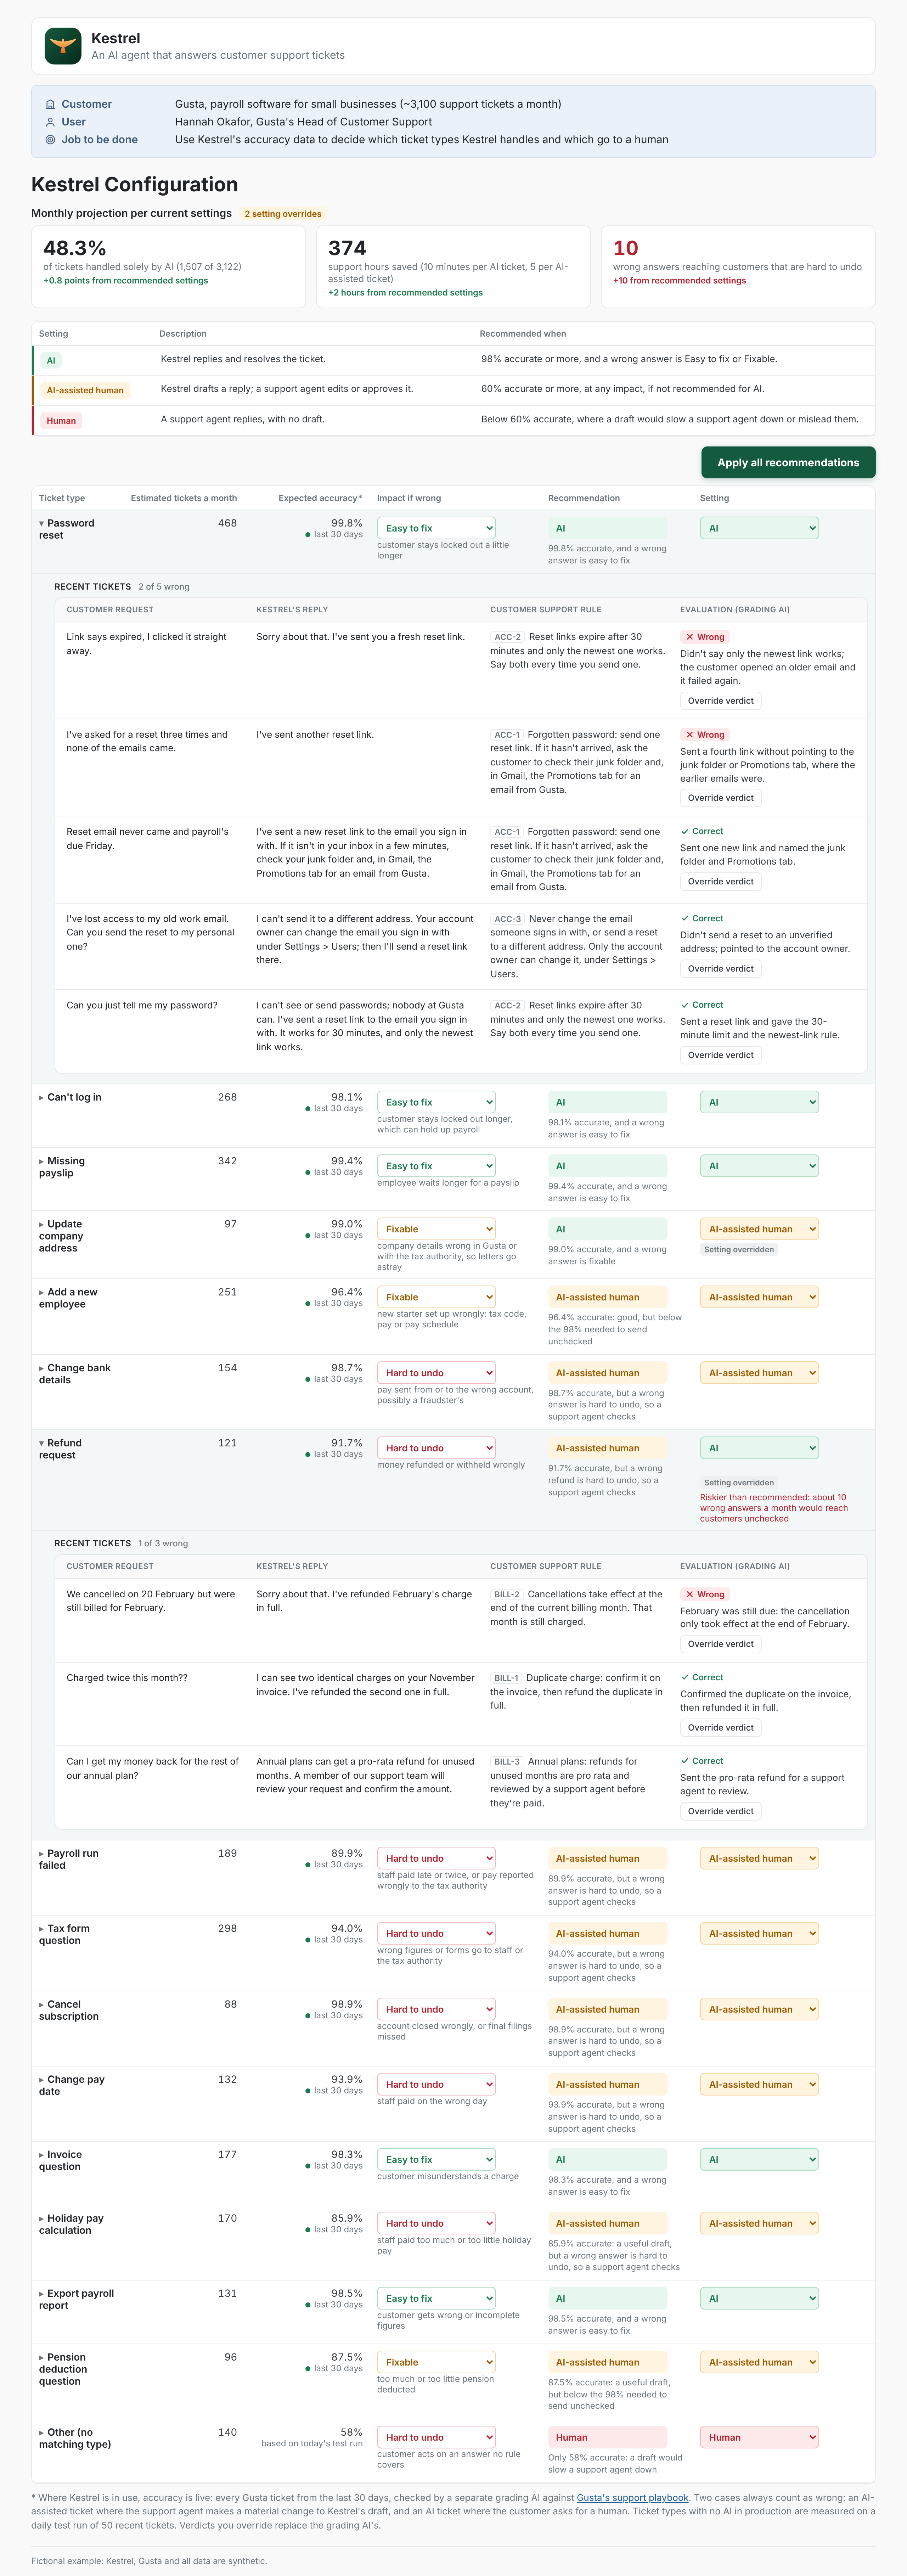 Kestrel
An AI agent that answers customer support tickets
Customer
Gusta, payroll software for small businesses (~3,100 support tickets a month)
User
Hannah Okafor, Gusta's Head of Customer Support
Job to be done
Use Kestrel's accuracy data to decide which ticket types Kestrel handles and which go to a human
Kestrel Configuration
Monthly projection per current settings
2 setting overrides
48.3%
of tickets handled solely by AI (1,507 of 3,122)
+0.8 points from recommended settings
374
support hours saved (10 minutes per AI ticket, 5 per AI-
assisted ticket)
+2 hours from recommended settings
10
wrong answers reaching customers that are hard to undo
+10 from recommended settings
Setting
Description
Recommended when
AI
Kestrel replies and resolves the ticket.
98% accurate or more, and a wrong answer is Easy to fix or Fixable.
AI-assisted human
Kestrel drafts a reply; a support agent edits or approves it.
60% accurate or more, at any impact, if not recommended for AI.
Human
A support agent replies, with no draft.
Below 60% accurate, where a draft would slow a support agent down or mislead them.
Apply all recommendations
Ticket type
Estimated tickets a month
Expected accuracy*
Impact if wrong
Recommendation
Setting
▾ Password
reset
468
99.8%
● last 30 days
Easy to fix
customer stays locked out a little
longer
AI
99.8% accurate, and a wrong
answer is easy to fix
AI
RECENT TICKETS 2 of 5 wrong
CUSTOMER REQUEST
KESTREL'S REPLY
CUSTOMER SUPPORT RULE
EVALUATION (GRADING AI)
Link says expired, I clicked it straight
away.
Sorry about that. I've sent you a fresh reset link.
ACC-2 Reset links expire after 30
minutes and only the newest one works.
Say both every time you send one.
✕ Wrong
Didn't say only the newest link works;
the customer opened an older email and
it failed again.
Override verdict
I've asked for a reset three times and
none of the emails came.
I've sent another reset link.
ACC-1 Forgotten password: send one
reset link. If it hasn't arrived, ask the
customer to check their junk folder and,
in Gmail, the Promotions tab for an
email from Gusta.
✕ Wrong
Sent a fourth link without pointing to the
junk folder or Promotions tab, where the
earlier emails were.
Override verdict
Reset email never came and payroll's
due Friday.
I've sent a new reset link to the email you sign in
with. If it isn't in your inbox in a few minutes,
check your junk folder and, in Gmail, the
Promotions tab for an email from Gusta.
ACC-1 Forgotten password: send one
reset link. If it hasn't arrived, ask the
customer to check their junk folder and,
in Gmail, the Promotions tab for an
email from Gusta.
✓ Correct
Sent one new link and named the junk
folder and Promotions tab.
Override verdict
I've lost access to my old work email.
Can you send the reset to my personal
one?
I can't send it to a different address. Your account
owner can change the email you sign in with
under Settings > Users; then I'll send a reset link
there.
ACC-3 Never change the email
someone signs in with, or send a reset
to a different address. Only the account
owner can change it, under Settings >
Users.
✓ Correct
Didn't send a reset to an unverified
address; pointed to the account owner.
Override verdict
Can you just tell me my password?
I can't see or send passwords; nobody at Gusta
can. I've sent a reset link to the email you sign in
with. It works for 30 minutes, and only the newest
link works.
ACC-2 Reset links expire after 30
minutes and only the newest one works.
Say both every time you send one.
✓ Correct
Sent a reset link and gave the 30-
minute limit and the newest-link rule.
Override verdict
▸ Can't log in
268
98.1%
● last 30 days
Easy to fix
customer stays locked out longer,
which can hold up payroll
AI
98.1% accurate, and a wrong
answer is easy to fix
AI
▸ Missing
payslip
342
99.4%
● last 30 days
Easy to fix
employee waits longer for a payslip
AI
99.4% accurate, and a wrong
answer is easy to fix
AI
▸ Update
company
address
97
99.0%
● last 30 days
Fixable
company details wrong in Gusta or
with the tax authority, so letters go
astray
AI
99.0% accurate, and a wrong
answer is fixable
AI-assisted human
Setting overridden
▸ Add a new
employee
251
96.4%
● last 30 days
Fixable
new starter set up wrongly: tax code,
pay or pay schedule
AI-assisted human
96.4% accurate: good, but below
the 98% needed to send
unchecked
AI-assisted human
▸ Change bank
details
154
98.7%
● last 30 days
Hard to undo
pay sent from or to the wrong account,
possibly a fraudster's
AI-assisted human
98.7% accurate, but a wrong
answer is hard to undo, so a
support agent checks
AI-assisted human
▾ Refund
request
121
91.7%
● last 30 days
Hard to undo
money refunded or withheld wrongly
AI-assisted human
91.7% accurate, but a wrong
refund is hard to undo, so a
support agent checks
AI
Setting overridden
Riskier than recommended: about 10
wrong answers a month would reach
customers unchecked
RECENT TICKETS 1 of 3 wrong
CUSTOMER REQUEST
KESTREL'S REPLY
CUSTOMER SUPPORT RULE
EVALUATION (GRADING AI)
We cancelled on 20 February but were
still billed for February.
Sorry about that. I've refunded February's charge
in full.
BILL-2 Cancellations take effect at the
end of the current billing month. That
month is still charged.
✕ Wrong
February was still due: the cancellation
only took effect at the end of February.
Override verdict
Charged twice this month??
I can see two identical charges on your November
invoice. I've refunded the second one in full.
BILL-1 Duplicate charge: confirm it on
the invoice, then refund the duplicate in
full.
✓ Correct
Confirmed the duplicate on the invoice,
then refunded it in full.
Override verdict
Can I get my money back for the rest of
our annual plan?
Annual plans can get a pro-rata refund for unused
months. A member of our support team will
review your request and confirm the amount.
BILL-3 Annual plans: refunds for
unused months are pro rata and
reviewed by a support agent before
they're paid.
✓ Correct
Sent the pro-rata refund for a support
agent to review.
Override verdict
▸ Payroll run
failed
189
89.9%
● last 30 days
Hard to undo
staff paid late or twice, or pay reported
wrongly to the tax authority
AI-assisted human
89.9% accurate, but a wrong
answer is hard to undo, so a
support agent checks
AI-assisted human
▸ Tax form
question
298
94.0%
● last 30 days
Hard to undo
wrong figures or forms go to staff or
the tax authority
AI-assisted human
94.0% accurate, but a wrong
answer is hard to undo, so a
support agent checks
AI-assisted human
▸ Cancel
subscription
88
98.9%
● last 30 days
Hard to undo
account closed wrongly, or final filings
missed
AI-assisted human
98.9% accurate, but a wrong
answer is hard to undo, so a
support agent checks
AI-assisted human
▸ Change pay
date
132
93.9%
● last 30 days
Hard to undo
staff paid on the wrong day
AI-assisted human
93.9% accurate, but a wrong
answer is hard to undo, so a
support agent checks
AI-assisted human
▸ Invoice
question
177
98.3%
● last 30 days
Easy to fix
customer misunderstands a charge
AI
98.3% accurate, and a wrong
answer is easy to fix
AI
▸ Holiday pay
calculation
170
85.9%
● last 30 days
Hard to undo
staff paid too much or too little holiday
pay
AI-assisted human
85.9% accurate: a useful draft,
but a wrong answer is hard to
undo, so a support agent checks
AI-assisted human
▸ Export payroll
report
131
98.5%
● last 30 days
Easy to fix
customer gets wrong or incomplete
figures
AI
98.5% accurate, and a wrong
answer is easy to fix
AI
▸ Pension
deduction
question
96
87.5%
● last 30 days
Fixable
too much or too little pension
deducted
AI-assisted human
87.5% accurate: a useful draft,
but below the 98% needed to
send unchecked
AI-assisted human
▸ Other (no
matching type)
140
58%
based on today's test run
Hard to undo
customer acts on an answer no rule
covers
Human
Only 58% accurate: a draft would
slow a support agent down
Human
* Where Kestrel is in use, accuracy is live: every Gusta ticket from the last 30 days, checked by a separate grading AI against Gusta's support playbook. Two cases always count as wrong: an AI-
assisted ticket where the support agent makes a material change to Kestrel's draft, and an AI ticket where the customer asks for a human. Ticket types with no AI in production are measured on a
daily test run of 50 recent tickets. Verdicts you override replace the grading AI's.
Fictional example: Kestrel, Gusta and all data are synthetic.